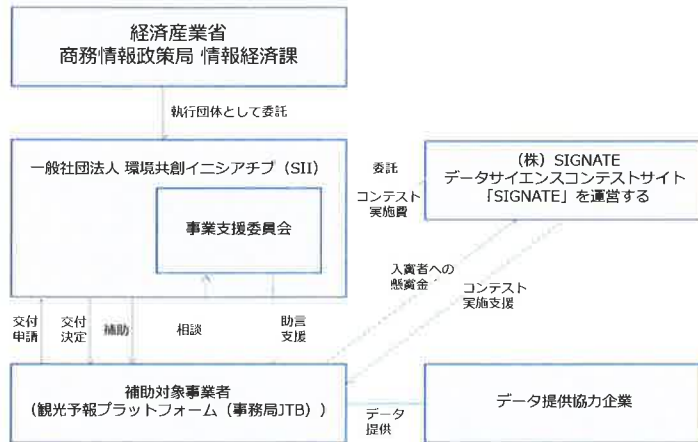 経済産業省
商務情報政策局 情報経済課
執行団体として委託
一般社団法人 環境共創イニシアチブ（SII）
事業支援委員会
委託
コンテスト
実施費
（株）SIGNATE
データサイエンスコンテストサイト
「SIGNATE」を運営する
入賞者への
懸賞金
コンテスト
実施支援
交付
申請
交付
決定
補助
相談
助言
支援
補助対象事業者
（観光予報プラットフォーム（事務局JTB））
データ
提供
データ提供協力企業